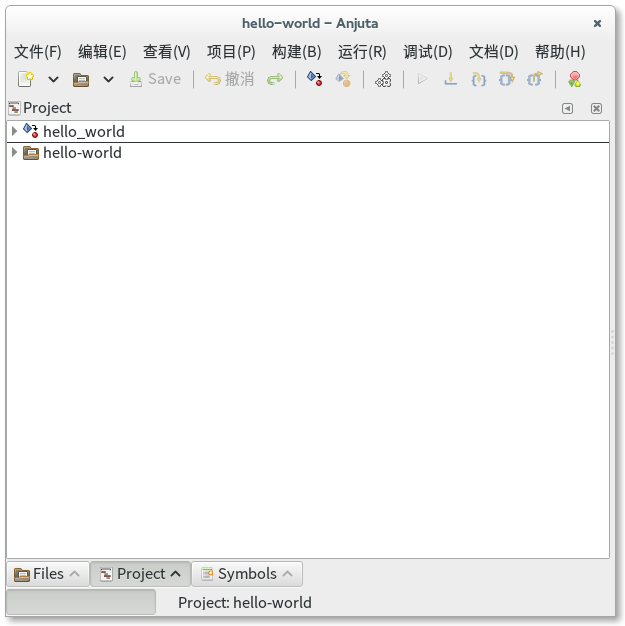 hello-world - Anjuta
文件(F) 编辑(E) 查看(V) 项目(P) 构建(B) 运行(R) 调试(D) 文档(D) 帮助(H)
Save 撤消
Project
hello_world
hello-world
Files Project Symbols
Project: hello-world